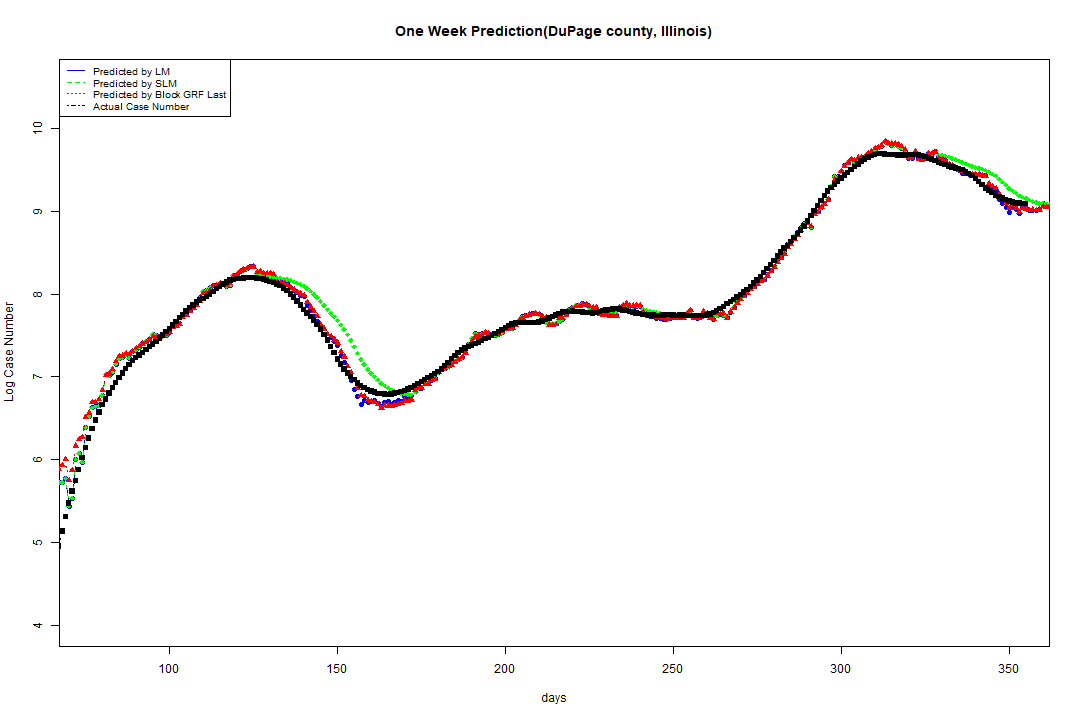 One Week Prediction(DuPage county, Illinois)
Predicted by LM
Predicted by SLM
Predicted by Block GRF Last
Actual Case Number
10
9
8
7
6
5
4
Log Case Number
100 150 200 250 300 350
days